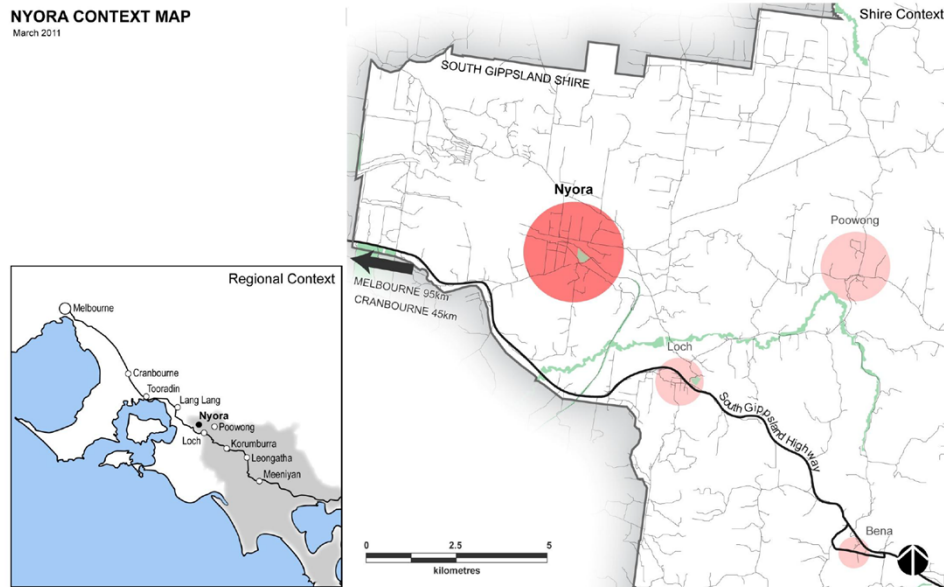 NYORA CONTEXT MAP
March 2011
Shire Context
SOUTH GIPPSLAND SHIRE
Nyora
Poowong
MELBOURNE 95km
CRANBOURNE 45km
Loch
South Gippsland Highway
Bena
0 2.5 5
kilometres
Regional Context
Melbourne
Cranbourne
Tooradin
Lang Lang
Nyora
Poowong
Loch
Korumburra
Leongatha
Meeniyan